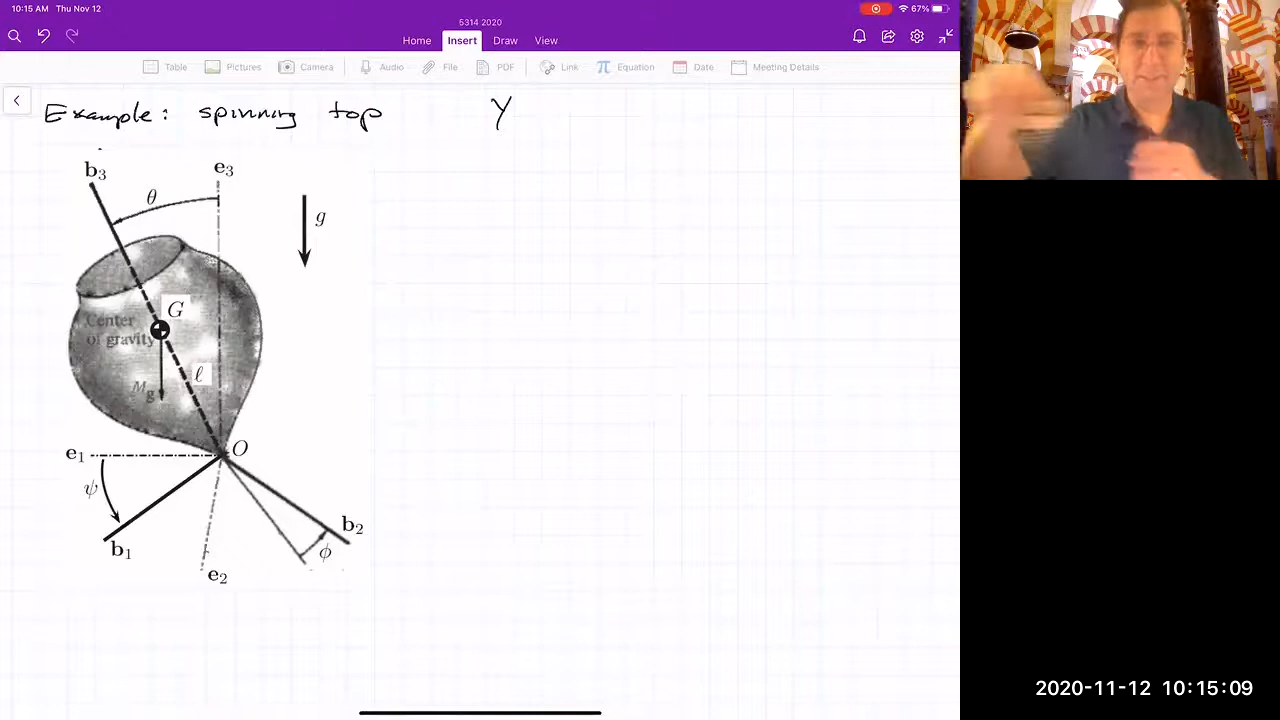 10:15 AM Thu Nov 12
67%
5314 2020
Home Insert Draw View
Table Pictures Camera Audio File PDF Link Equation Date Meeting Details
Example: spinning top Y
b3
e3
θ
g
G
Center
of gravity
ℓ
Mg
O
e1
ψ
b2
b1
ϕ
e2
2020-11-12 10:15:09